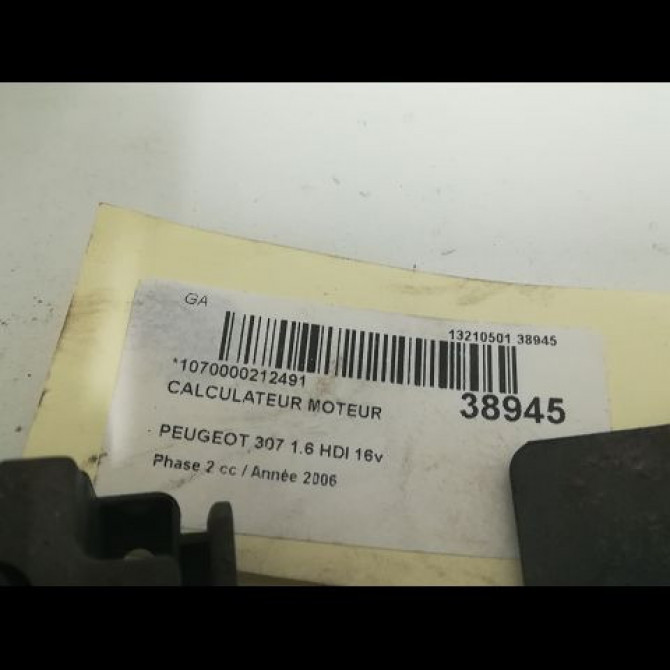 GA
13210501 38945
*1070000212491
CALCULATEUR MOTEUR
38945
PEUGEOT 307 1.6 HDI 16v
Phase 2 cc / Année 2006